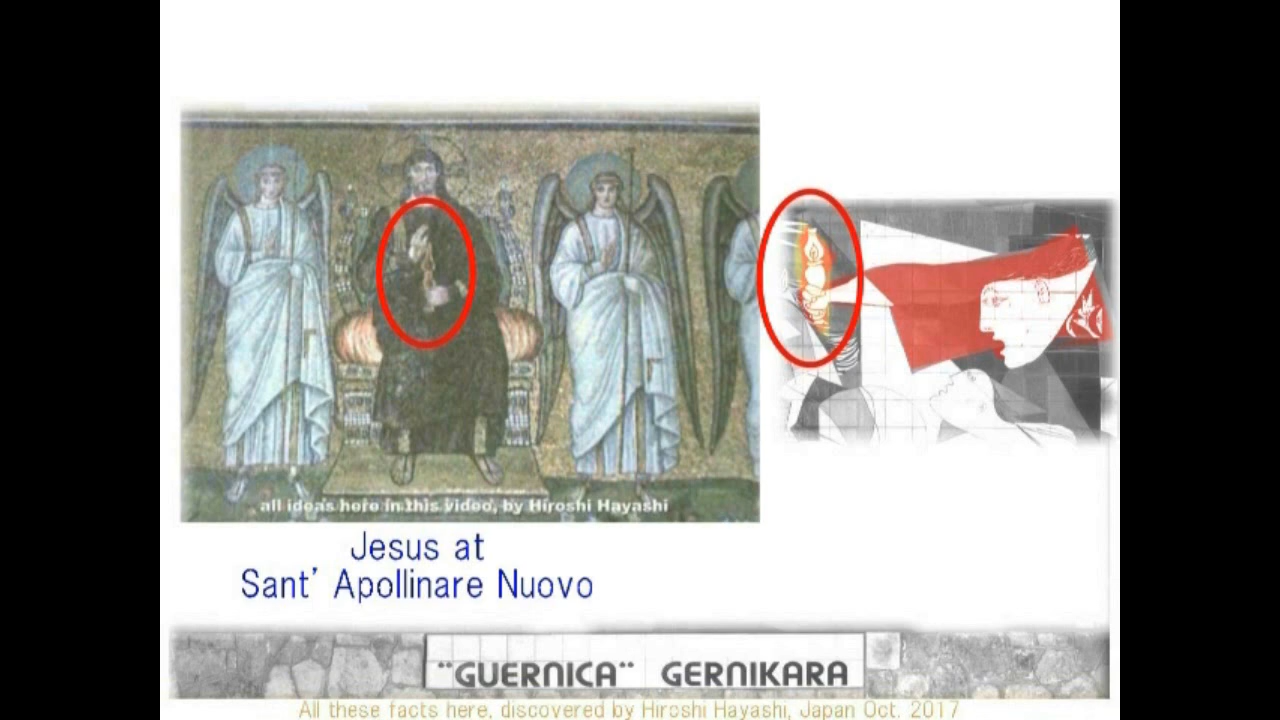 all ideas here in this video, by Hiroshi Hayashi
Jesus at
Sant' Apollinare Nuovo
¨GUERNICA¨ GERNIKARA
All these facts here, discovered by Hiroshi Hayashi, Japan Oct. 2017